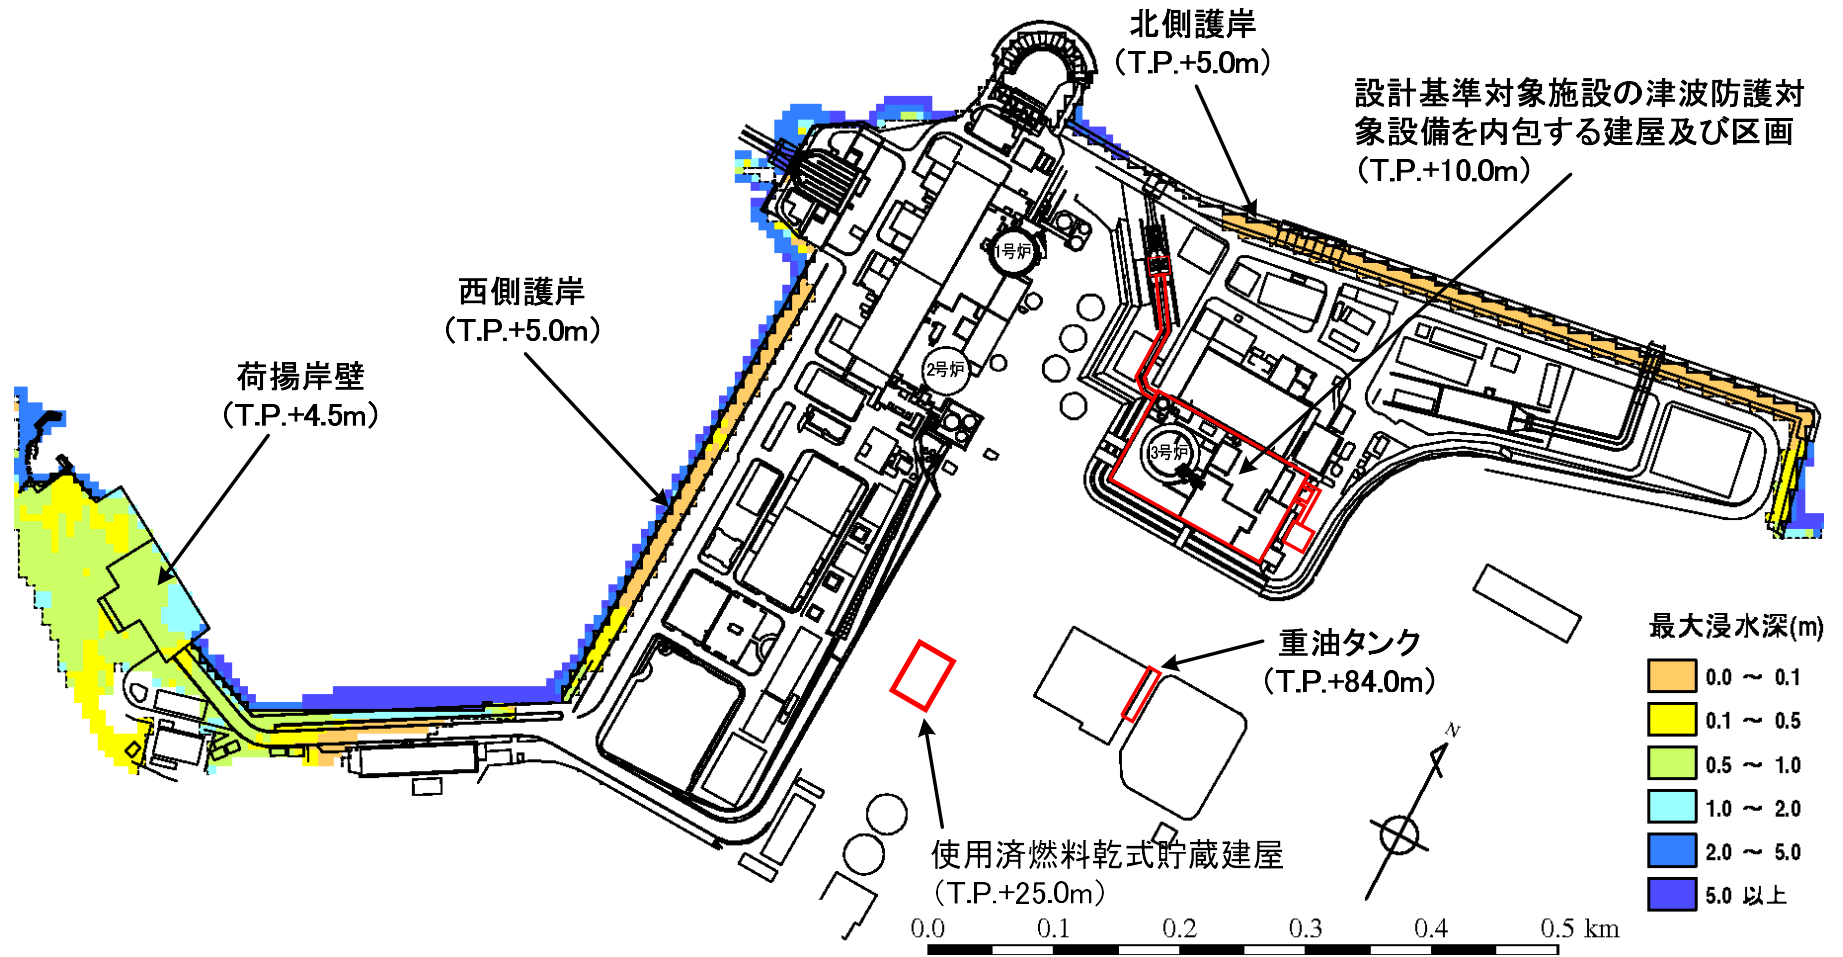 北側護岸
(T.P.+5.0m)
設計基準対象施設の津波防護対
象設備を内包する建屋及び区画
(T.P.+10.0m)
1号炉
西側護岸
(T.P.+5.0m)
2号炉
荷揚岸壁
(T.P.+4.5m)
3号炉
重油タンク
(T.P.+84.0m)
最大浸水深(m)
0.0 ～ 0.1
0.1 ～ 0.5
0.5 ～ 1.0
1.0 ～ 2.0
2.0 ～ 5.0
5.0 以上
N
使用済燃料乾式貯蔵建屋
(T.P.+25.0m)
0.0 0.1 0.2 0.3 0.4 0.5 km